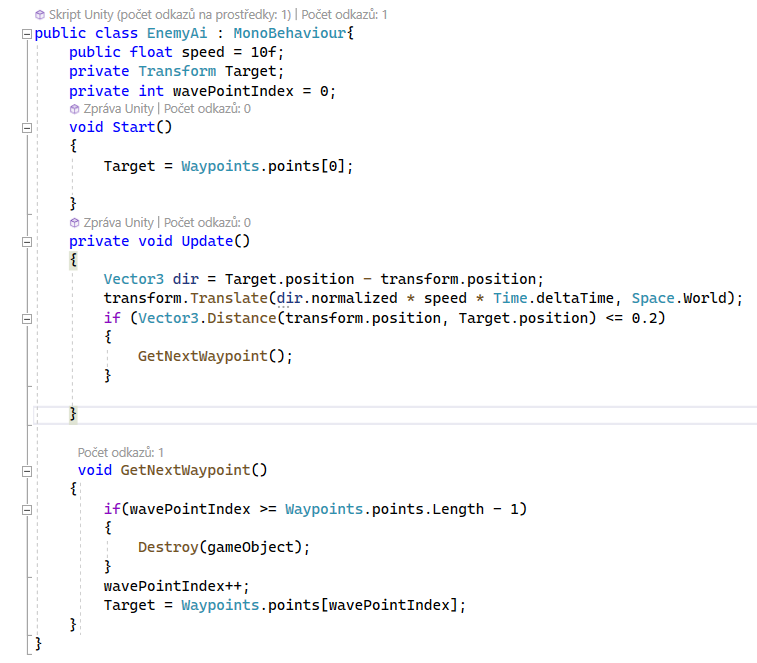 Skript Unity (počet odkazů na prostředky: 1) | Počet odkazů: 1
public class EnemyAi : MonoBehaviour{
public float speed = 10f;
private Transform Target;
private int wavePointIndex = 0;
Zpráva Unity | Počet odkazů: 0
void Start()
{
Target = Waypoints.points[0];
}
Zpráva Unity | Počet odkazů: 0
private void Update()
{
Vector3 dir = Target.position - transform.position;
transform.Translate(dir.normalized * speed * Time.deltaTime, Space.World);
if (Vector3.Distance(transform.position, Target.position) <= 0.2)
{
GetNextWaypoint();
}
}
Počet odkazů: 1
void GetNextWaypoint()
{
if(wavePointIndex >= Waypoints.points.Length - 1)
{
Destroy(gameObject);
}
wavePointIndex++;
Target = Waypoints.points[wavePointIndex];
}
}